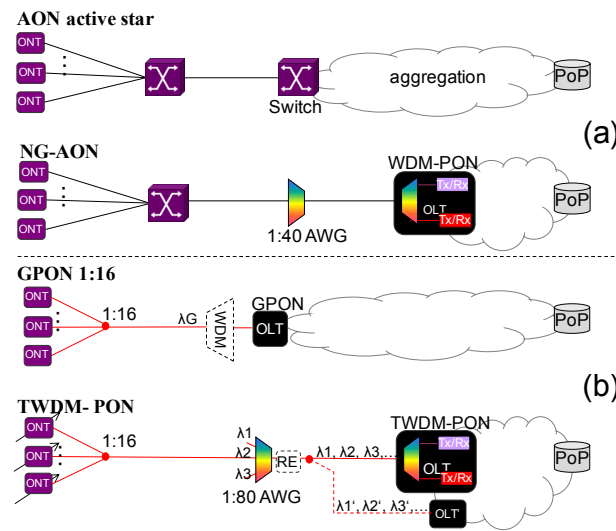 AON active star
ONT
ONT
ONT
Switch
aggregation
PoP
(a)
NG-AON
ONT
ONT
ONT
1:40 AWG
WDM-PON
Tx/Rx
OLT
Tx/Rx
PoP
GPON 1:16
ONT
ONT
ONT
1:16
λG
WDM
GPON
OLT
PoP
(b)
TWDM- PON
ONT
ONT
ONT
1:16
λ1
λ2
λ3
1:80 AWG
RE
λ1, λ2, λ3,...
TWDM-PON
Tx/Rx
OLT
Tx/Rx
λ1‘, λ2‘, λ3‘,...
OLT‘
PoP